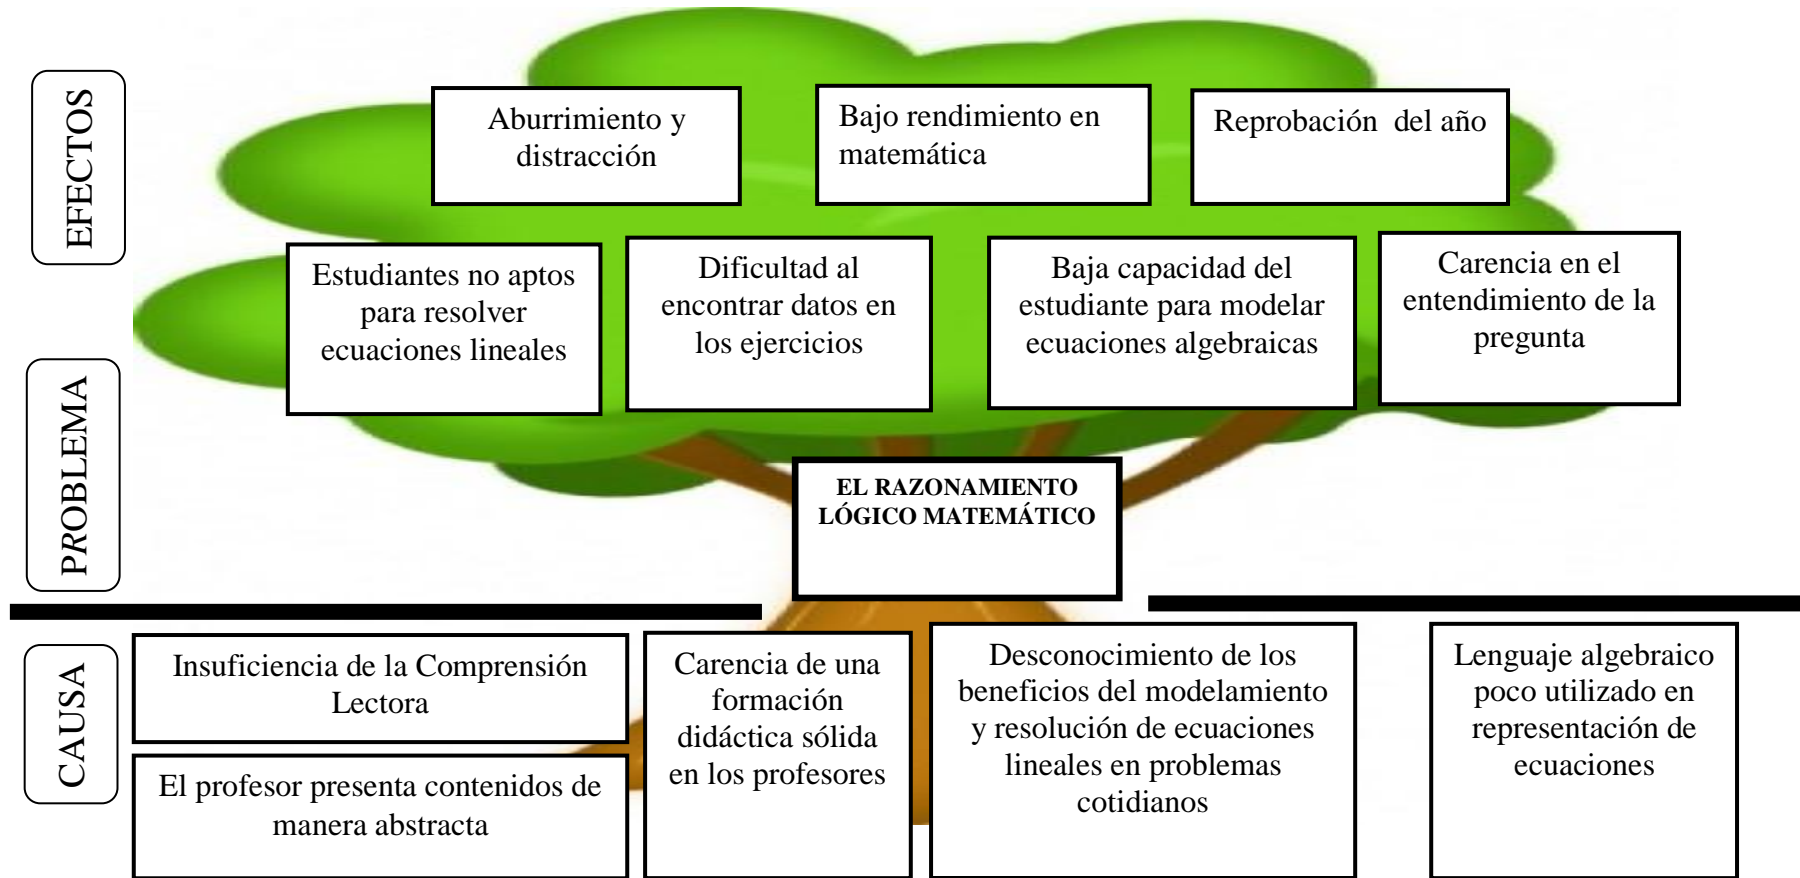 EFECTOS
Aburrimiento y
distracción
Bajo rendimiento en
matemática
Reprobación  del año
Estudiantes no aptos
para resolver
ecuaciones lineales
Dificultad al
encontrar datos en
los ejercicios
Baja capacidad del
estudiante para modelar
ecuaciones algebraicas
Carencia en el
entendimiento de la
pregunta
PROBLEMA
EL RAZONAMIENTO
LÓGICO MATEMÁTICO
CAUSA
Insuficiencia de la Comprensión
Lectora
El profesor presenta contenidos de
manera abstracta
Carencia de una
formación
didáctica sólida
en los profesores
Desconocimiento de los
beneficios del modelamiento
y resolución de ecuaciones
lineales en problemas
cotidianos
Lenguaje algebraico
poco utilizado en
representación de
ecuaciones